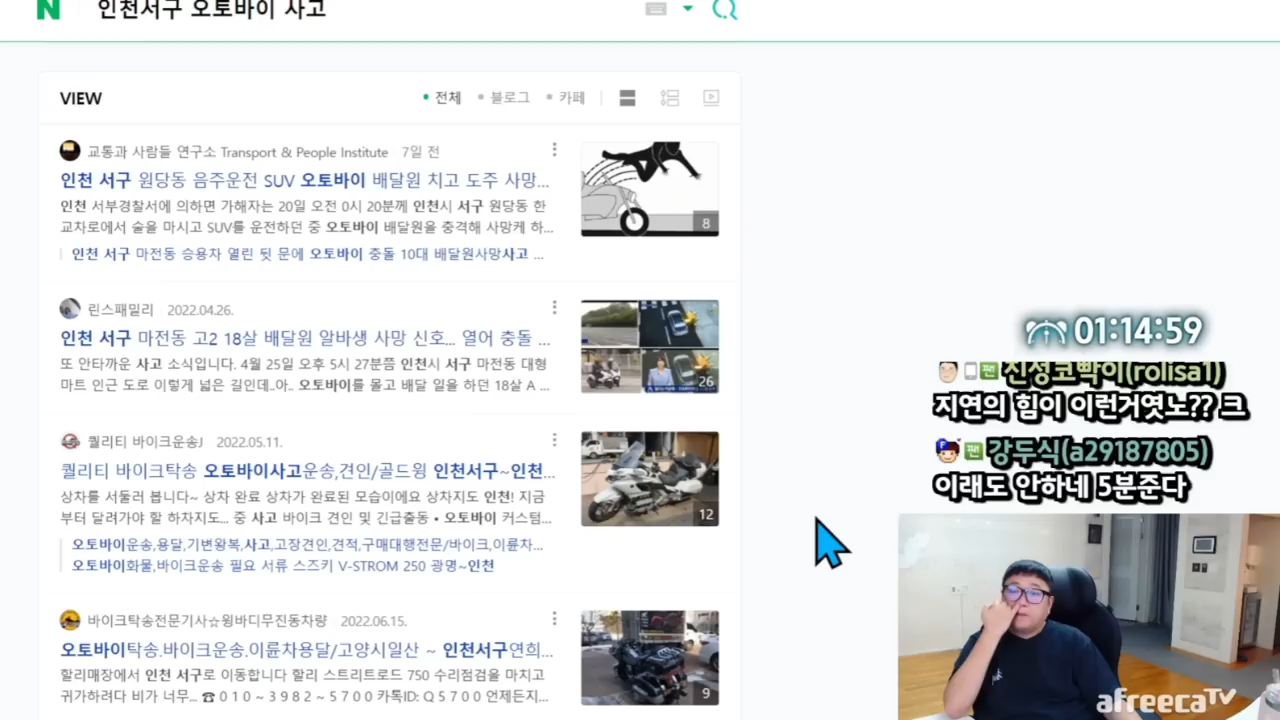 N 인천서구 오토바이 사고
VIEW
전체 블로그 카페
교통과 사람들 연구소 Transport & People Institute 7일 전
인천 서구 원당동 음주운전 SUV 오토바이 배달원 치고 도주 사망...
인천 서부경찰서에 의하면 가해자는 20일 오전 0시 20분께 인천시 서구 원당동 한
교차로에서 술을 마시고 SUV를 운전하던 중 오토바이 배달원을 충격해 사망케 하...
인천 서구 마전동 승용차 열린 뒷 문에 오토바이 중돌 10대 배달원사망사고 ...
8
린스패밀리 2022.04.26.
인천 서구 마전동 고2 18살 배달원 알바생 사망 신호... 열어 충돌 ...
또 안타까운 사고 소식입니다. 4월 25일 오후 5시 27분쯤 인천시 서구 마전동 대형
마트 인근 도로 이렇게 넓은 길인데..아.. 오토바이를 몰고 배달 일을 하던 18살 A ...
26
퀄리티 바이크운송J 2022.05.11.
퀄리티 바이크탁송 오토바이사고운송,견인/골드윙 인천서구~인천...
상차를 서둘러 봅니다~ 상차 완료 상차가 완료된 모습이에요 상차지도 인천! 지금
부터 달려가야 할 하차지도... 중 사고 바이크 견인 및 긴급출동 • 오토바이 커스텀...
오토바이운송,용달,기변왕복,사고,고장견인,견적,구매대행전문/바이크,이륜차...
오토바이화물,바이크운송 필요 서류 스즈키 V-STROM 250 광명~인천
12
바이크탁송전문기사☆윙바디무진동차량 2022.06.15.
오토바이탁송.바이크운송.이륜차용달/고양시일산 ~ 인천서구연희...
할리매장에서 인천 서구로 이동합니다 할리 스트리트로드 750 수리점검을 마치고
귀가하려다 비가 너무... ☎ 0 1 0 ~ 3 9 8 2 ~ 5 7 0 0 카톡ID: Q 5 7 0 0 언제든지...
9
01:14:59
팬 진성코빡이(rolisa1)
지연의 힘이 이런거엿노?? 크
팬 강두식(a29187805)
이래도 안하네 5분준다
afreecaTV